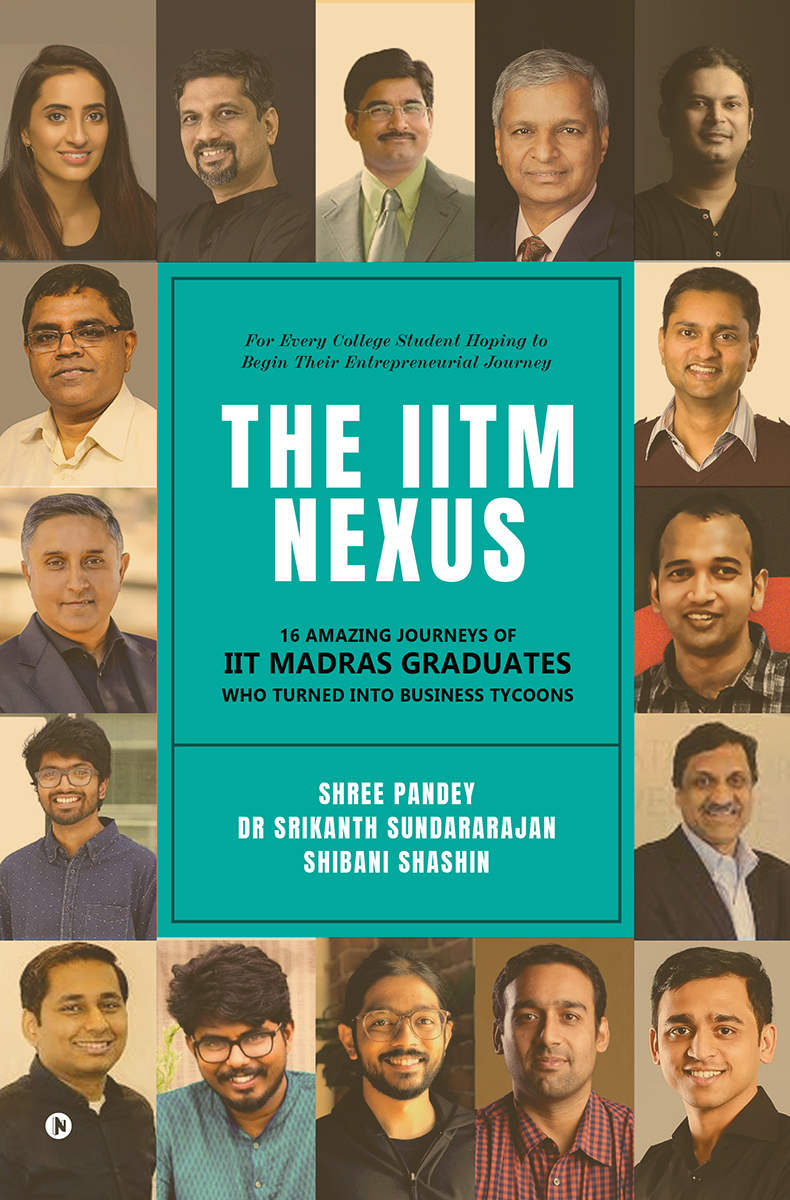 For Every College Student Hoping to
Begin Their Entrepreneurial Journey
THE IITM
NEXUS
16 AMAZING JOURNEYS OF
IIT MADRAS GRADUATES
WHO TURNED INTO BUSINESS TYCOONS
SHREE PANDEY
DR SRIKANTH SUNDARARAJAN
SHIBANI SHASHIN
N